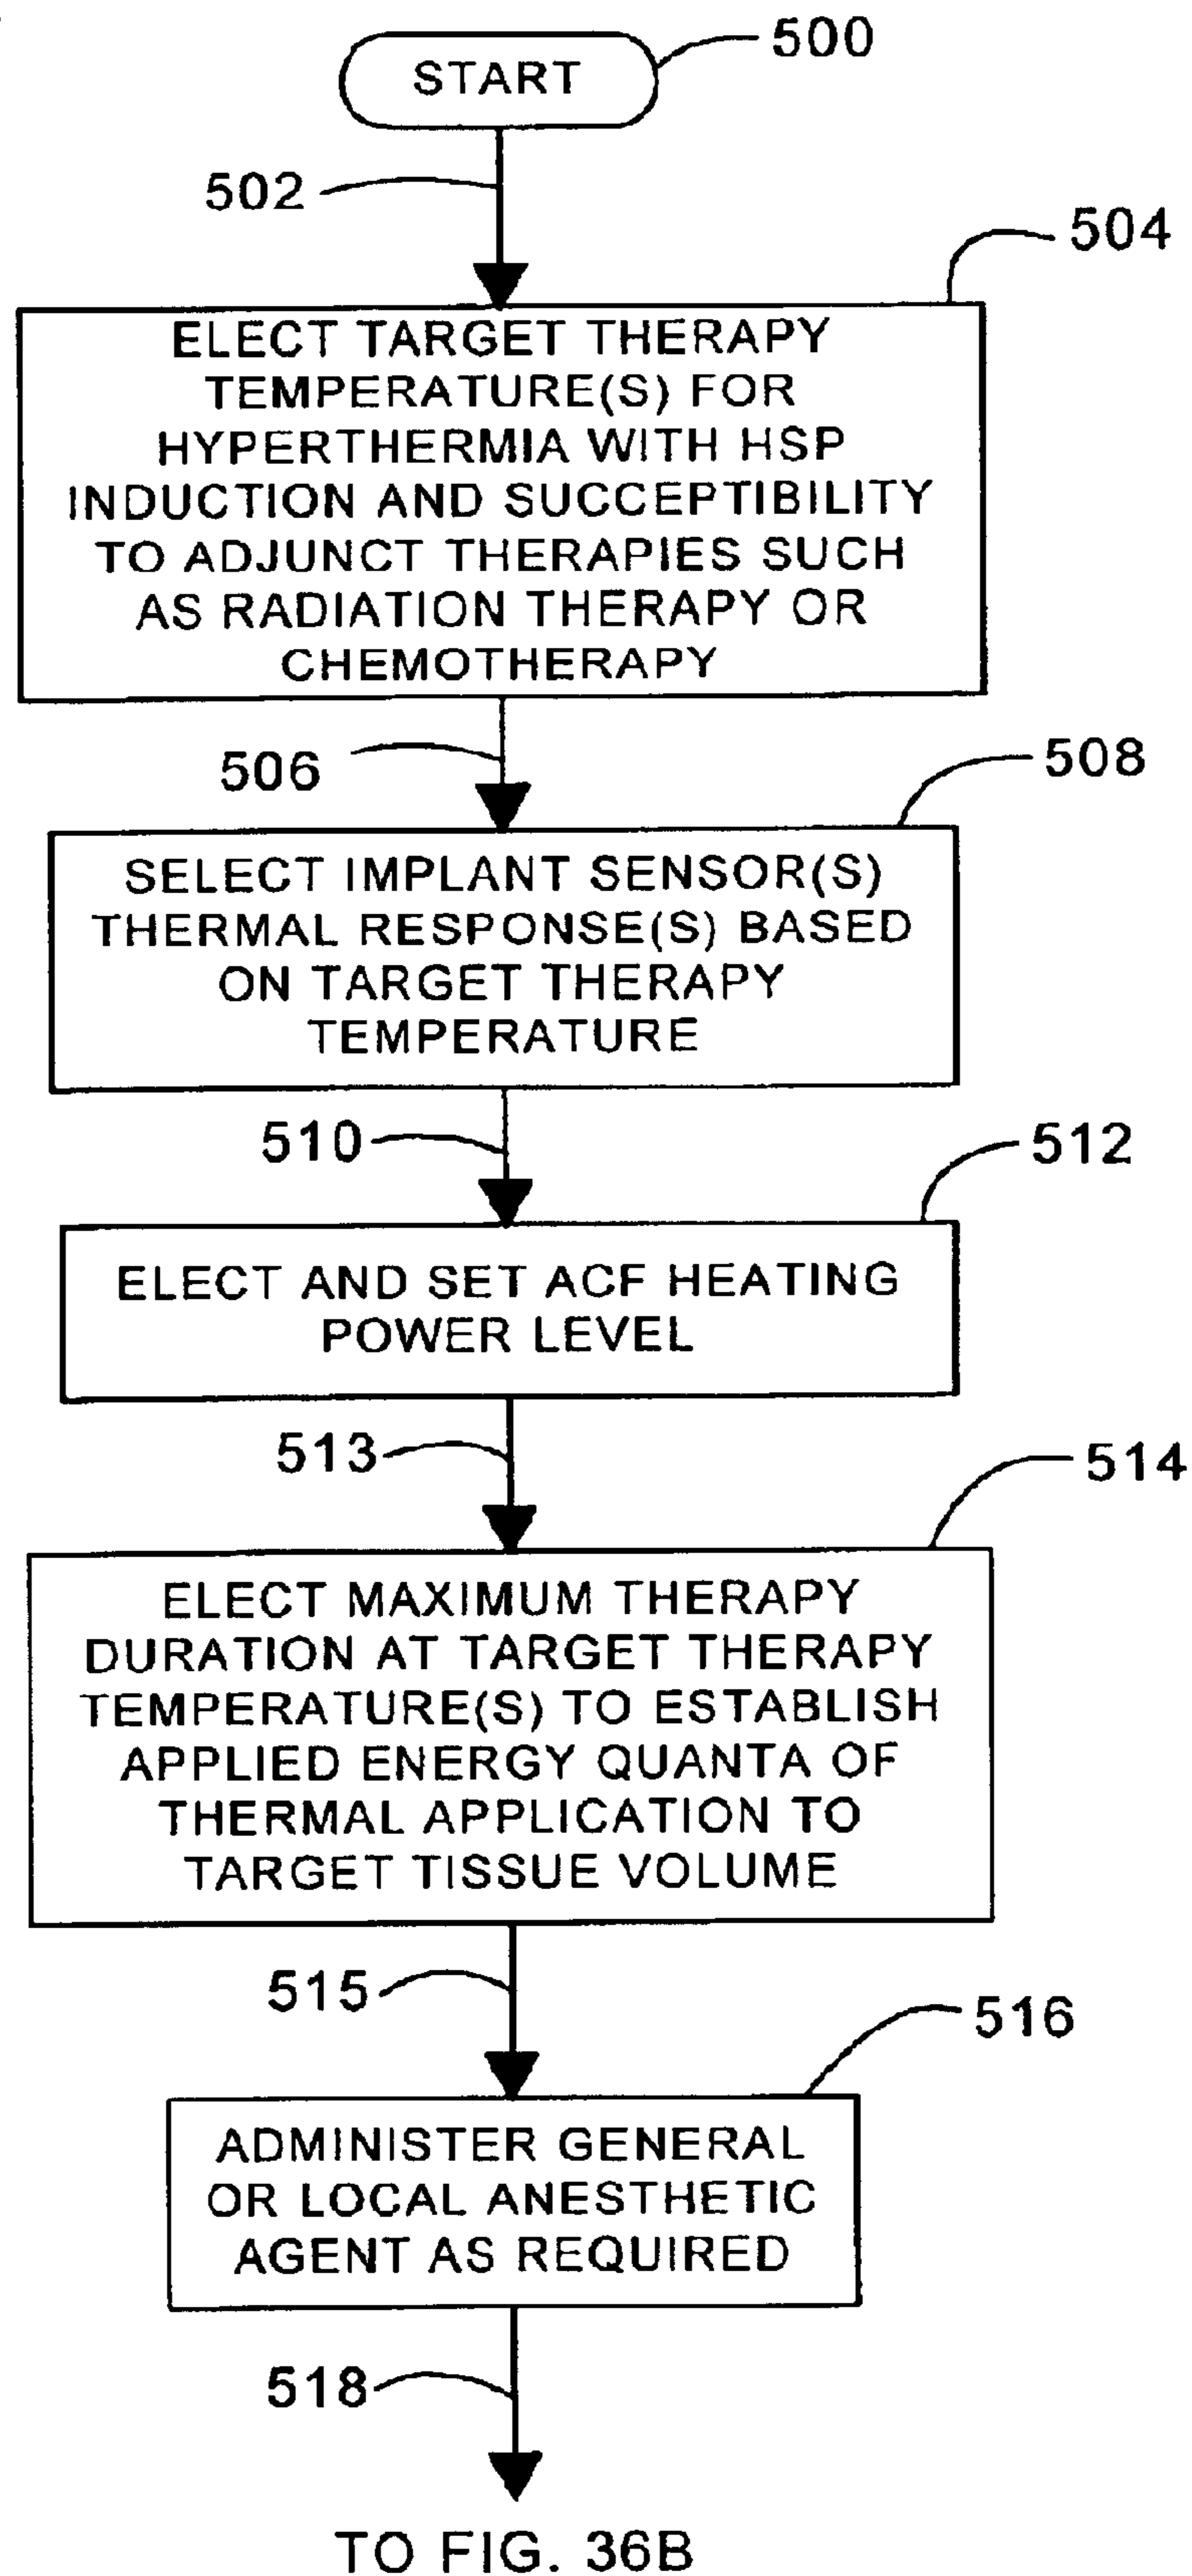 START
500
502
504
ELECT TARGET THERAPY
TEMPERATURE(S) FOR
HYPERTHERMIA WITH HSP
INDUCTION AND SUCCEPTIBILITY
TO ADJUNCT THERAPIES SUCH
AS RADIATION THERAPY OR
CHEMOTHERAPY
506
508
SELECT IMPLANT SENSOR(S)
THERMAL RESPONSE(S) BASED
ON TARGET THERAPY
TEMPERATURE
510
512
ELECT AND SET ACF HEATING
POWER LEVEL
513
514
ELECT MAXIMUM THERAPY
DURATION AT TARGET THERAPY
TEMPERATURE(S) TO ESTABLISH
APPLIED ENERGY QUANTA OF
THERMAL APPLICATION TO
TARGET TISSUE VOLUME
515
516
ADMINISTER GENERAL
OR LOCAL ANESTHETIC
AGENT AS REQUIRED
518
TO FIG. 36B